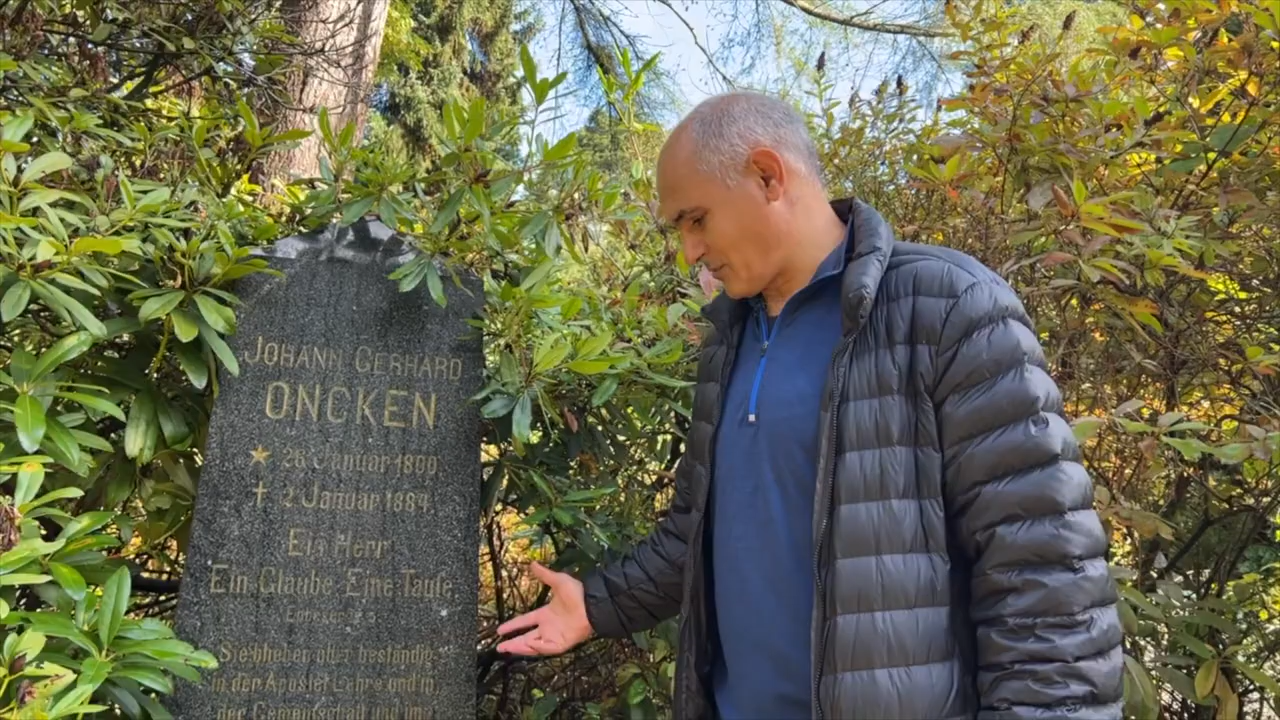 JOHANN GERHARD
ONCKEN
★ 26 Januar 1800
† 2 Januar 1884
Ein Herr
Ein Glaube Eine Taufe
Sie blieben aber beständig
in der Apostel Lehre und in
der Gemeinschaft und im